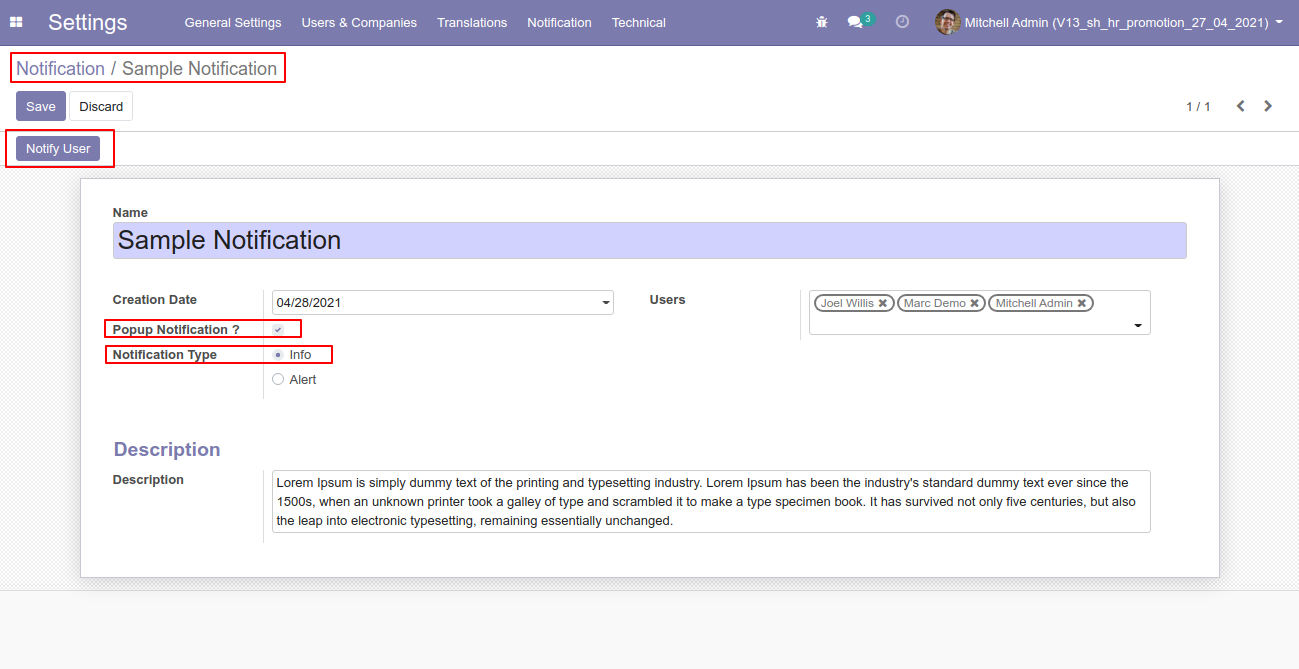 Settings General Settings Users & Companies Translations Notification Technical 3 Mitchell Admin (V13_sh_hr_promotion_27_04_2021)
Notification / Sample Notification
Save Discard 1 / 1
Notify User
Name
Sample Notification
Creation Date 04/28/2021 Users Joel Willis Marc Demo Mitchell Admin
Popup Notification ?
Notification Type Info
Alert
Description
Description Lorem Ipsum is simply dummy text of the printing and typesetting industry. Lorem Ipsum has been the industry's standard dummy text ever since the
1500s, when an unknown printer took a galley of type and scrambled it to make a type specimen book. It has survived not only five centuries, but also
the leap into electronic typesetting, remaining essentially unchanged.